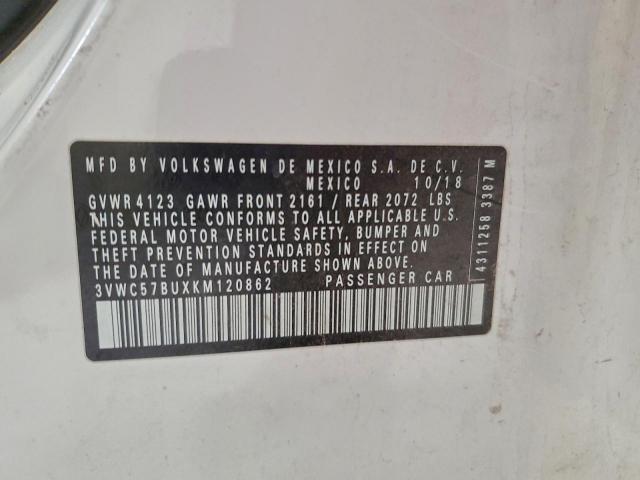 MFD BY VOLKSWAGEN DE MEXICO S.A. DE C.V.
MEXICO 10/18
GVWR 4123 GAWR FRONT 2161 / REAR 2072 LBS
THIS VEHICLE CONFORMS TO ALL APPLICABLE U.S.
FEDERAL MOTOR VEHICLE SAFETY, BUMPER AND
THEFT PREVENTION STANDARDS IN EFFECT ON
THE DATE OF MANUFACTURE SHOWN ABOVE.
3VWC57BUXKM120862 PASSENGER CAR
4311258 3387 M